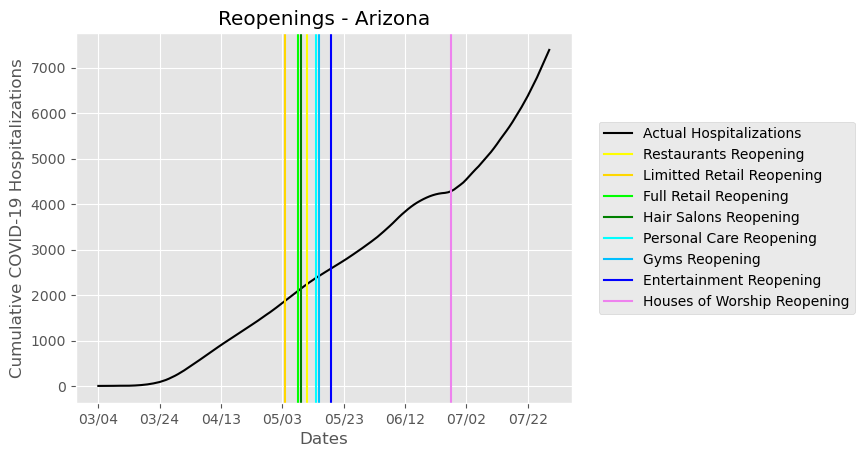 Reopenings - Arizona
Cumulative COVID-19 Hospitalizations
7000
6000
5000
4000
3000
2000
1000
0
03/04 03/24 04/13 05/03 05/23 06/12 07/02 07/22
Dates
Actual Hospitalizations
Restaurants Reopening
Limitted Retail Reopening
Full Retail Reopening
Hair Salons Reopening
Personal Care Reopening
Gyms Reopening
Entertainment Reopening
Houses of Worship Reopening